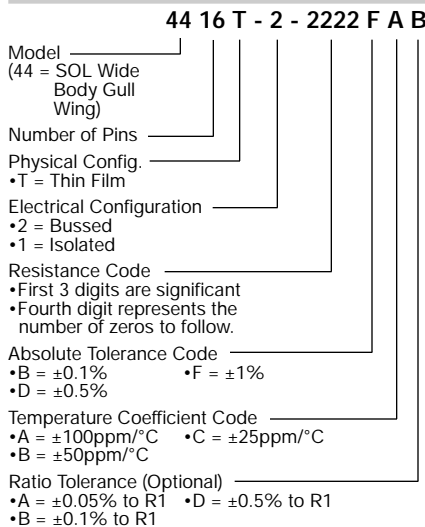 44 16 T - 2 - 2222 F A B
Model
(44 = SOL Wide
Body Gull
Wing)
Number of Pins
Physical Config.
•T = Thin Film
Electrical Configuration
•2 = Bussed
•1 = Isolated
Resistance Code
•First 3 digits are significant
•Fourth digit represents the
number of zeros to follow.
Absolute Tolerance Code
•B = ±0.1% •F = ±1%
•D = ±0.5%
Temperature Coefficient Code
•A = ±100ppm/°C •C = ±25ppm/°C
•B = ±50ppm/°C
Ratio Tolerance (Optional)
•A = ±0.05% to R1 •D = ±0.5% to R1
•B = ±0.1% to R1